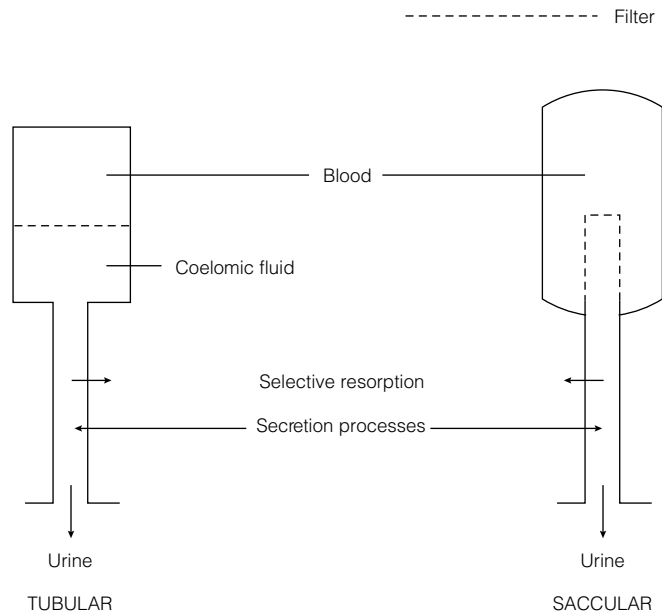 Filter
Blood
Coelomic fluid
Selective resorption
Secretion processes
Urine
Urine
TUBULAR
SACCULAR